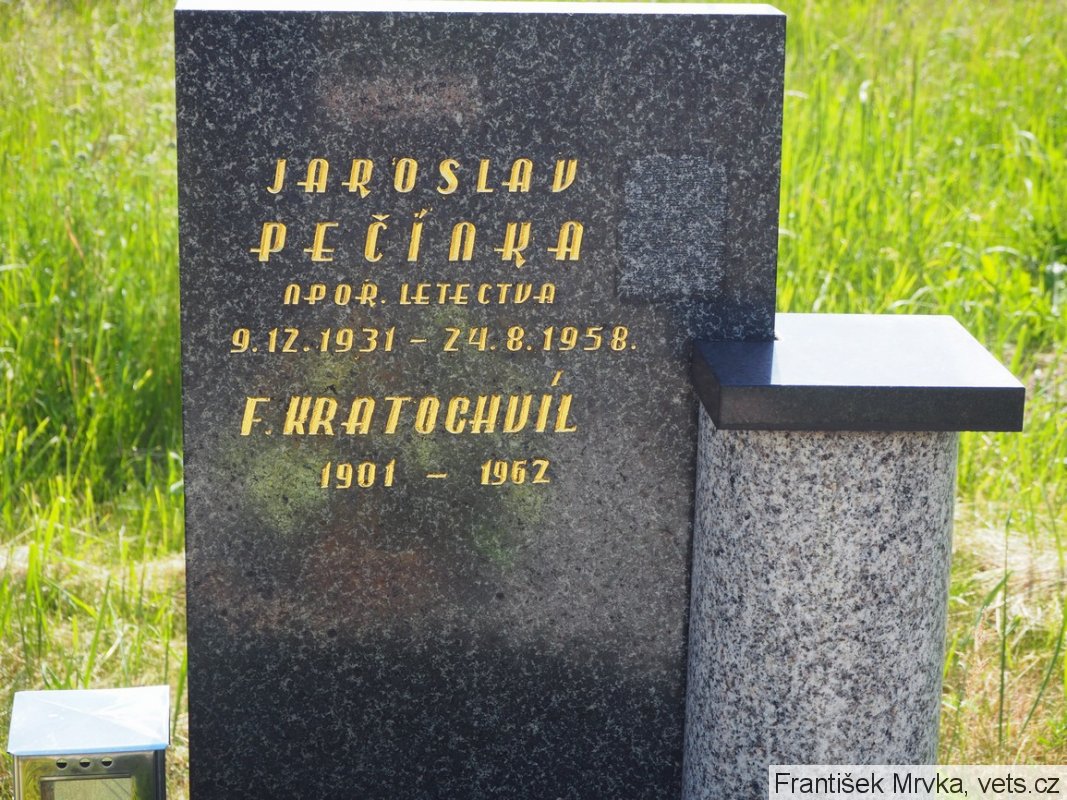 JAROSLAV
PEČÍNKA
NPOŘ. LETECTVA
9.12.1931 - 24.8.1958.
F. KRATOCHVÍL
1901 - 1962
František Mrvka, vets.cz